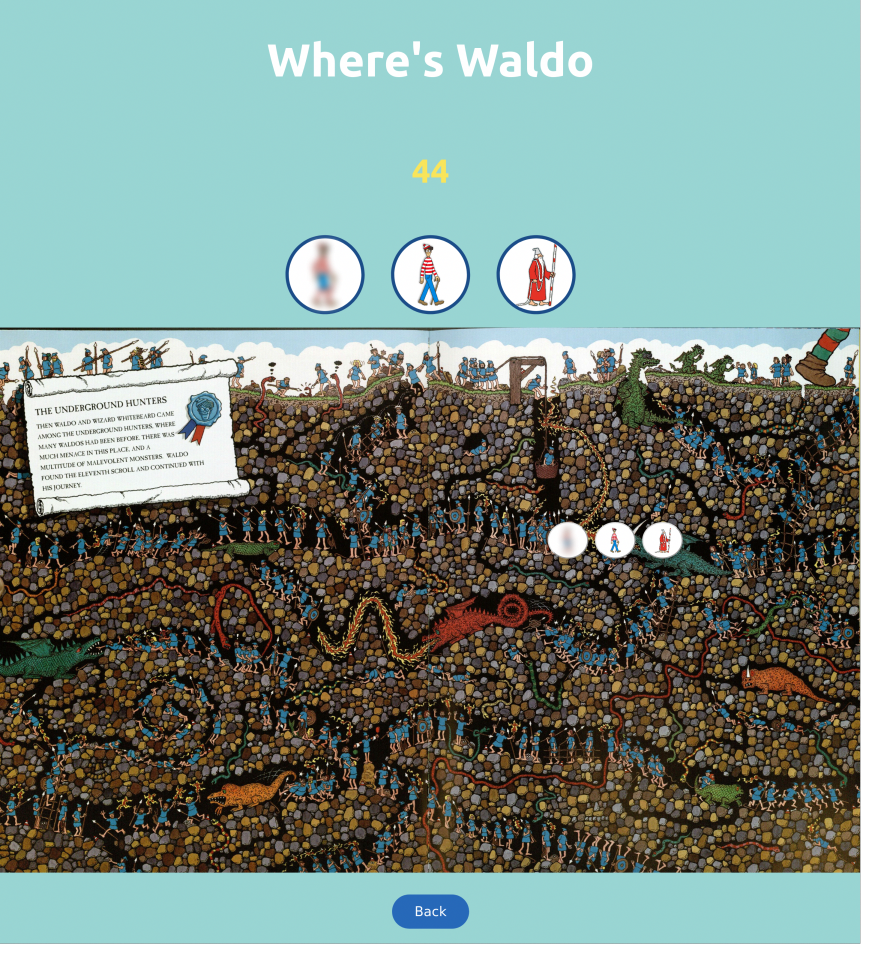 Where's Waldo
44
THE UNDERGROUND HUNTERS
THEN WALDO AND WIZARD WHITEBEARD CAME
AMONG THE UNDERGROUND HUNTERS, WHERE
MANY WALDOS HAD BEEN BEFORE. THERE WAS
MUCH MENACE IN THIS PLACE, AND A
MULTITUDE OF MALEVOLENT MONSTERS. WALDO
FOUND THE ELEVENTH SCROLL AND CONTINUED WITH
HIS JOURNEY.
Back